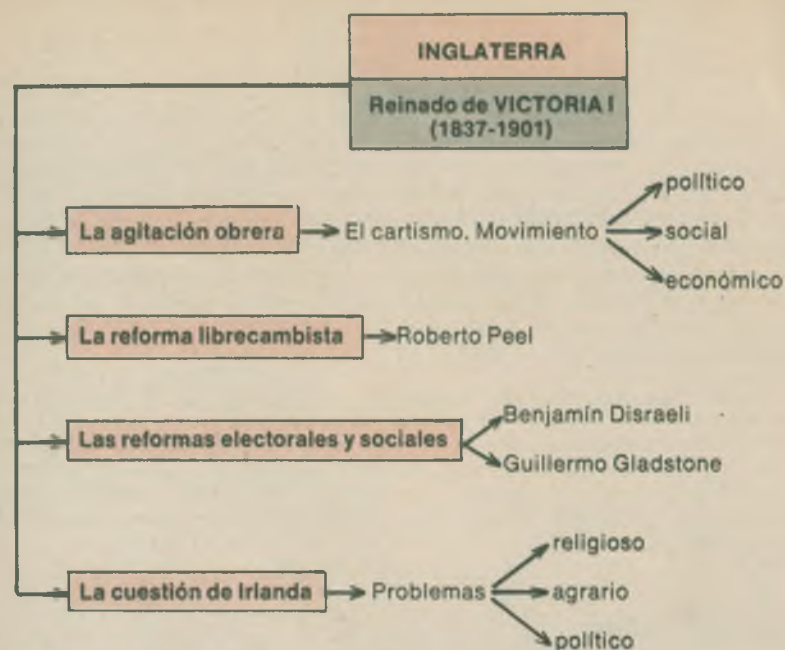 INGLATERRA
Reinado de VICTORIA I
(1837-1901)
La agitación obrera
El cartismo. Movimiento
político
social
económico
La reforma librecambista
Roberto Peel
Las reformas electorales y sociales
Benjamín Disraeli
Guillermo Gladstone
La cuestión de Irlanda
Problemas
religioso
agrario
político